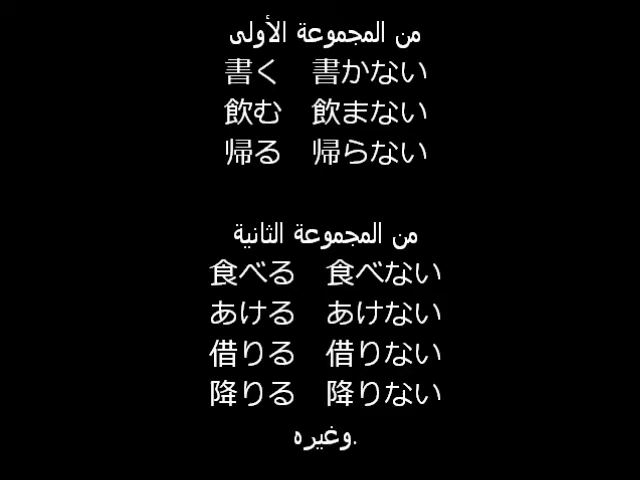 من المجموعة الأولى
書く　書かない
飲む　飲まない
帰る　帰らない
من المجموعة الثانية
食べる　食べない
あける　あけない
借りる　借りない
降りる　降りない
وغيره.